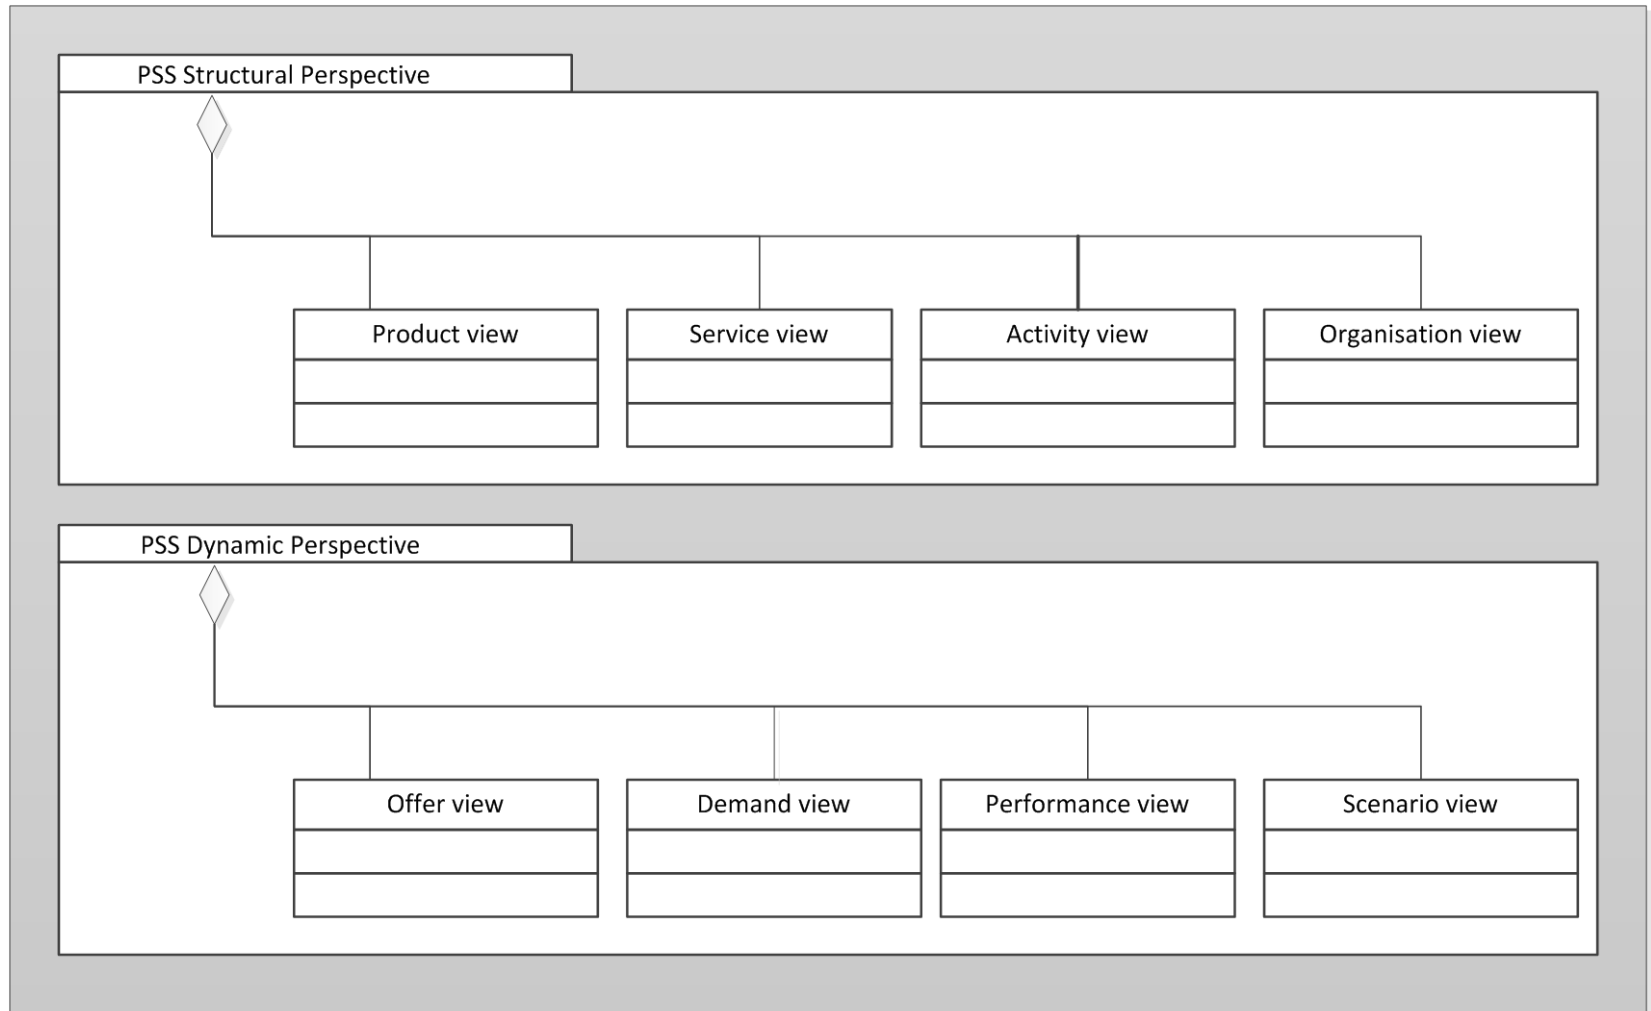 PSS Structural Perspective
Product view
Service view
Activity view
Organisation view
PSS Dynamic Perspective
Offer view
Demand view
Performance view
Scenario view